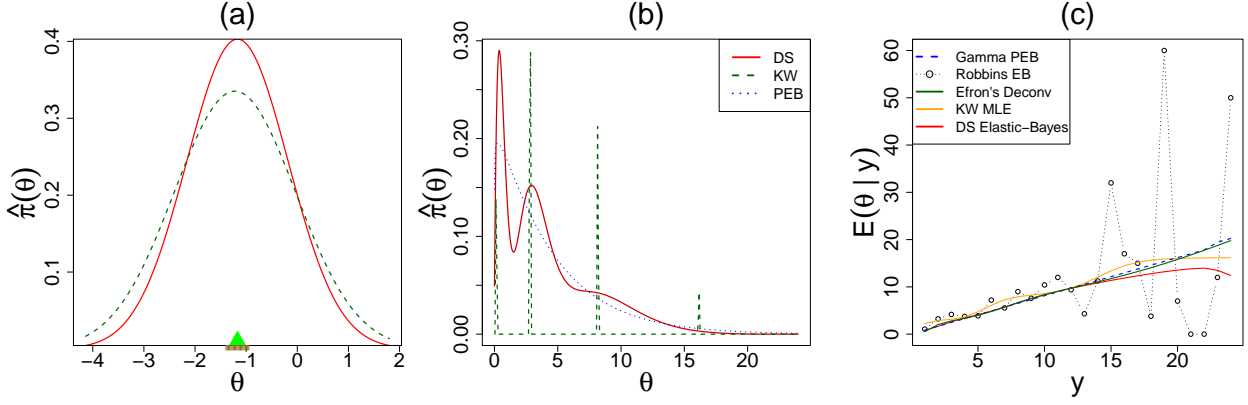 (a)
π̂(θ)
0.4
0.3
0.2
0.1
−4 −3 −2 −1 0 1 2
θ
(b)
π̂(θ)
0.30
0.20
0.10
0.00
DS
KW
PEB
0 5 10 15 20
θ
(c)
E(θ | y)
60
50
40
30
20
10
0
Gamma PEB
Robbins EB
Efron's Deconv
KW MLE
DS Elastic−Bayes
5 10 15 20
y